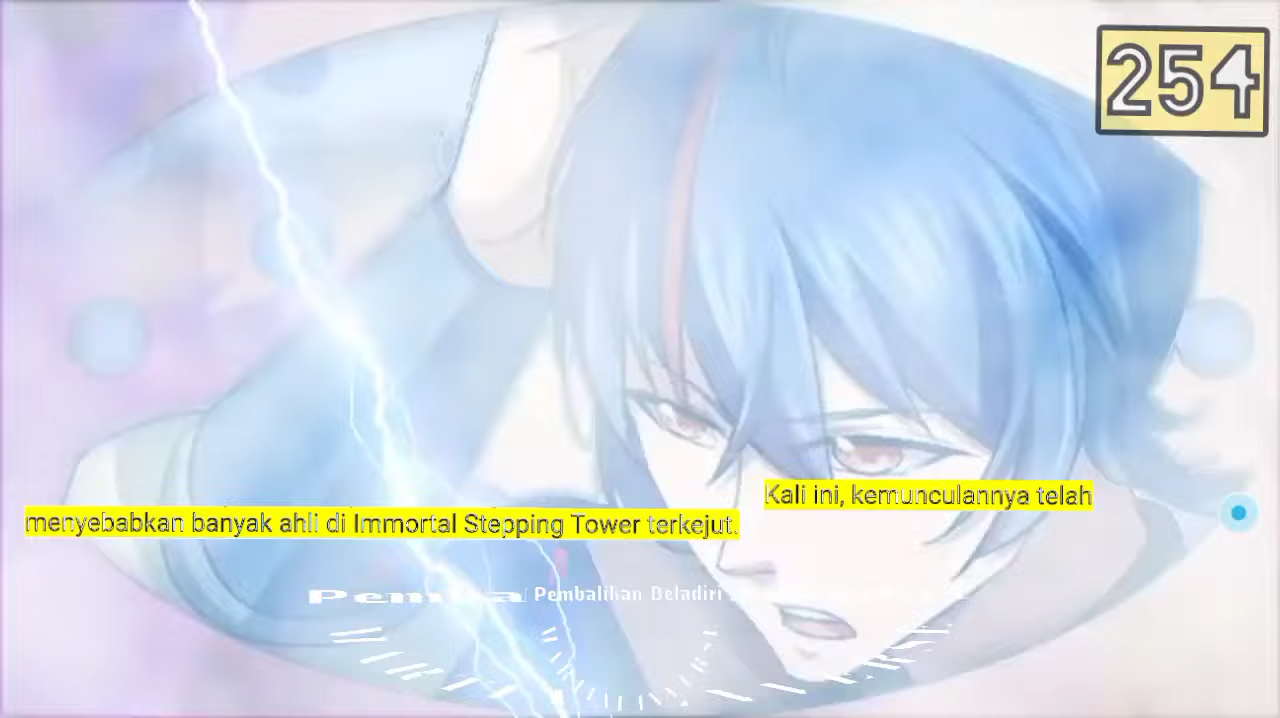 254
Kali ini, kemunculannya telah
menyebabkan banyak ahli di Immortal Stepping Tower terkejut.
Pembalikan Beladiri